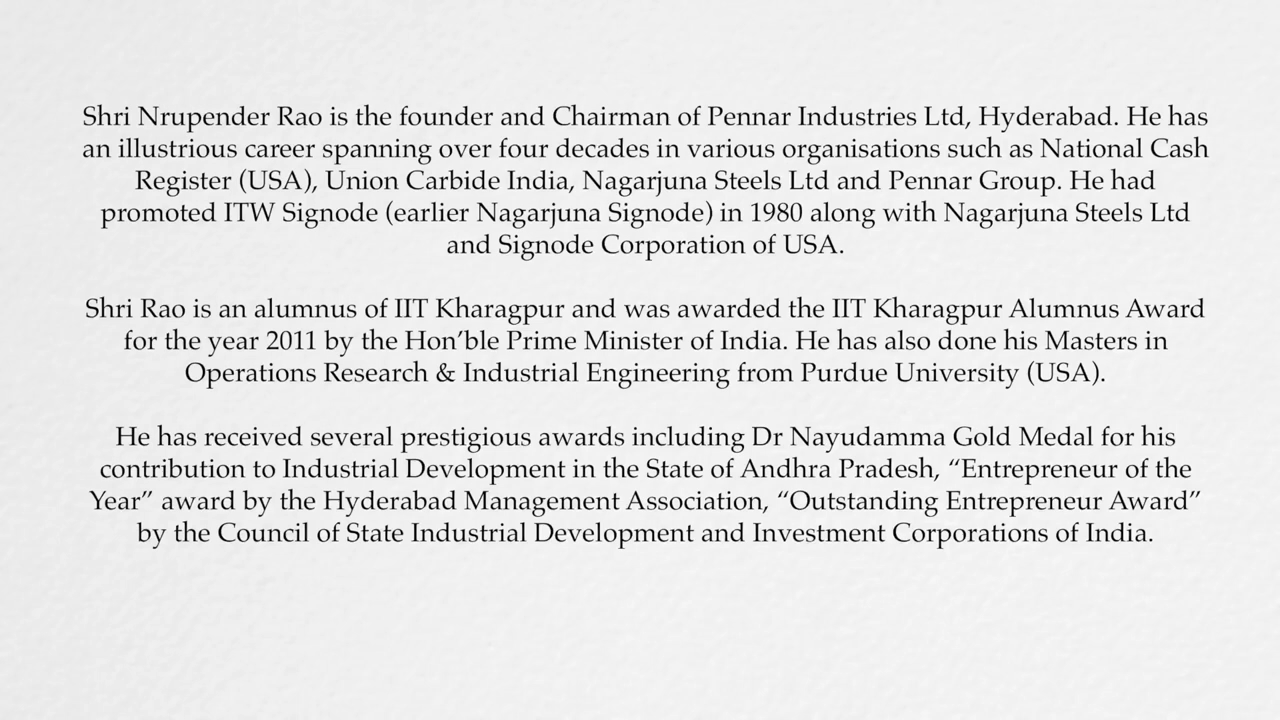 Shri Nrupender Rao is the founder and Chairman of Pennar Industries Ltd, Hyderabad. He has
an illustrious career spanning over four decades in various organisations such as National Cash
Register (USA), Union Carbide India, Nagarjuna Steels Ltd and Pennar Group. He had
promoted ITW Signode (earlier Nagarjuna Signode) in 1980 along with Nagarjuna Steels Ltd
and Signode Corporation of USA.
Shri Rao is an alumnus of IIT Kharagpur and was awarded the IIT Kharagpur Alumnus Award
for the year 2011 by the Hon’ble Prime Minister of India. He has also done his Masters in
Operations Research & Industrial Engineering from Purdue University (USA).
He has received several prestigious awards including Dr Nayudamma Gold Medal for his
contribution to Industrial Development in the State of Andhra Pradesh, “Entrepreneur of the
Year” award by the Hyderabad Management Association, “Outstanding Entrepreneur Award”
by the Council of State Industrial Development and Investment Corporations of India.